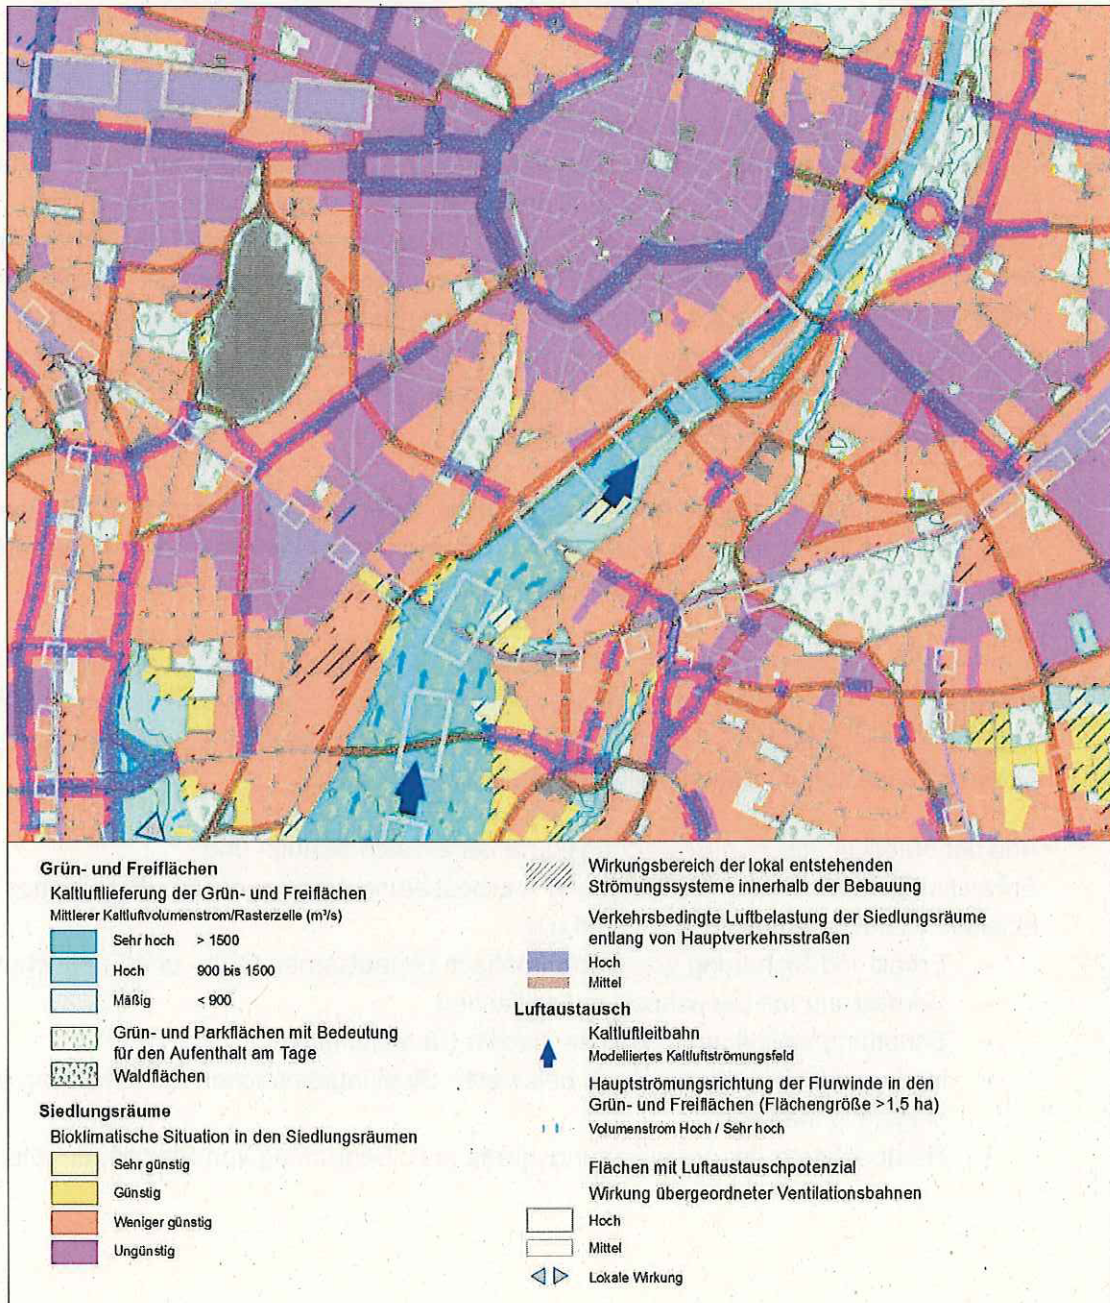 Grün- und Freiflächen
Kaltluftlieferung der Grün- und Freiflächen
Mittlerer Kaltluftvolumenstrom/Rasterzelle (m³/s)
Sehr hoch > 1500
Hoch 900 bis 1500
Mäßig < 900
Grün- und Parkflächen mit Bedeutung
für den Aufenthalt am Tage
Waldflächen
Siedlungsräume
Bioklimatische Situation in den Siedlungsräumen
Sehr günstig
Günstig
Weniger günstig
Ungünstig
Wirkungsbereich der lokal entstehenden
Strömungssysteme innerhalb der Bebauung
Verkehrsbedingte Luftbelastung der Siedlungsräume
entlang von Hauptverkehrsstraßen
Hoch
Mittel
Luftaustausch
Kaltluftleitbahn
Modelliertes Kaltluftströmungsfeld
Hauptströmungsrichtung der Flurwinde in den
Grün- und Freiflächen (Flächengröße >1,5 ha)
Volumenstrom Hoch / Sehr hoch
Flächen mit Luftaustauschpotenzial
Wirkung übergeordneter Ventilationsbahnen
Hoch
Mittel
Lokale Wirkung